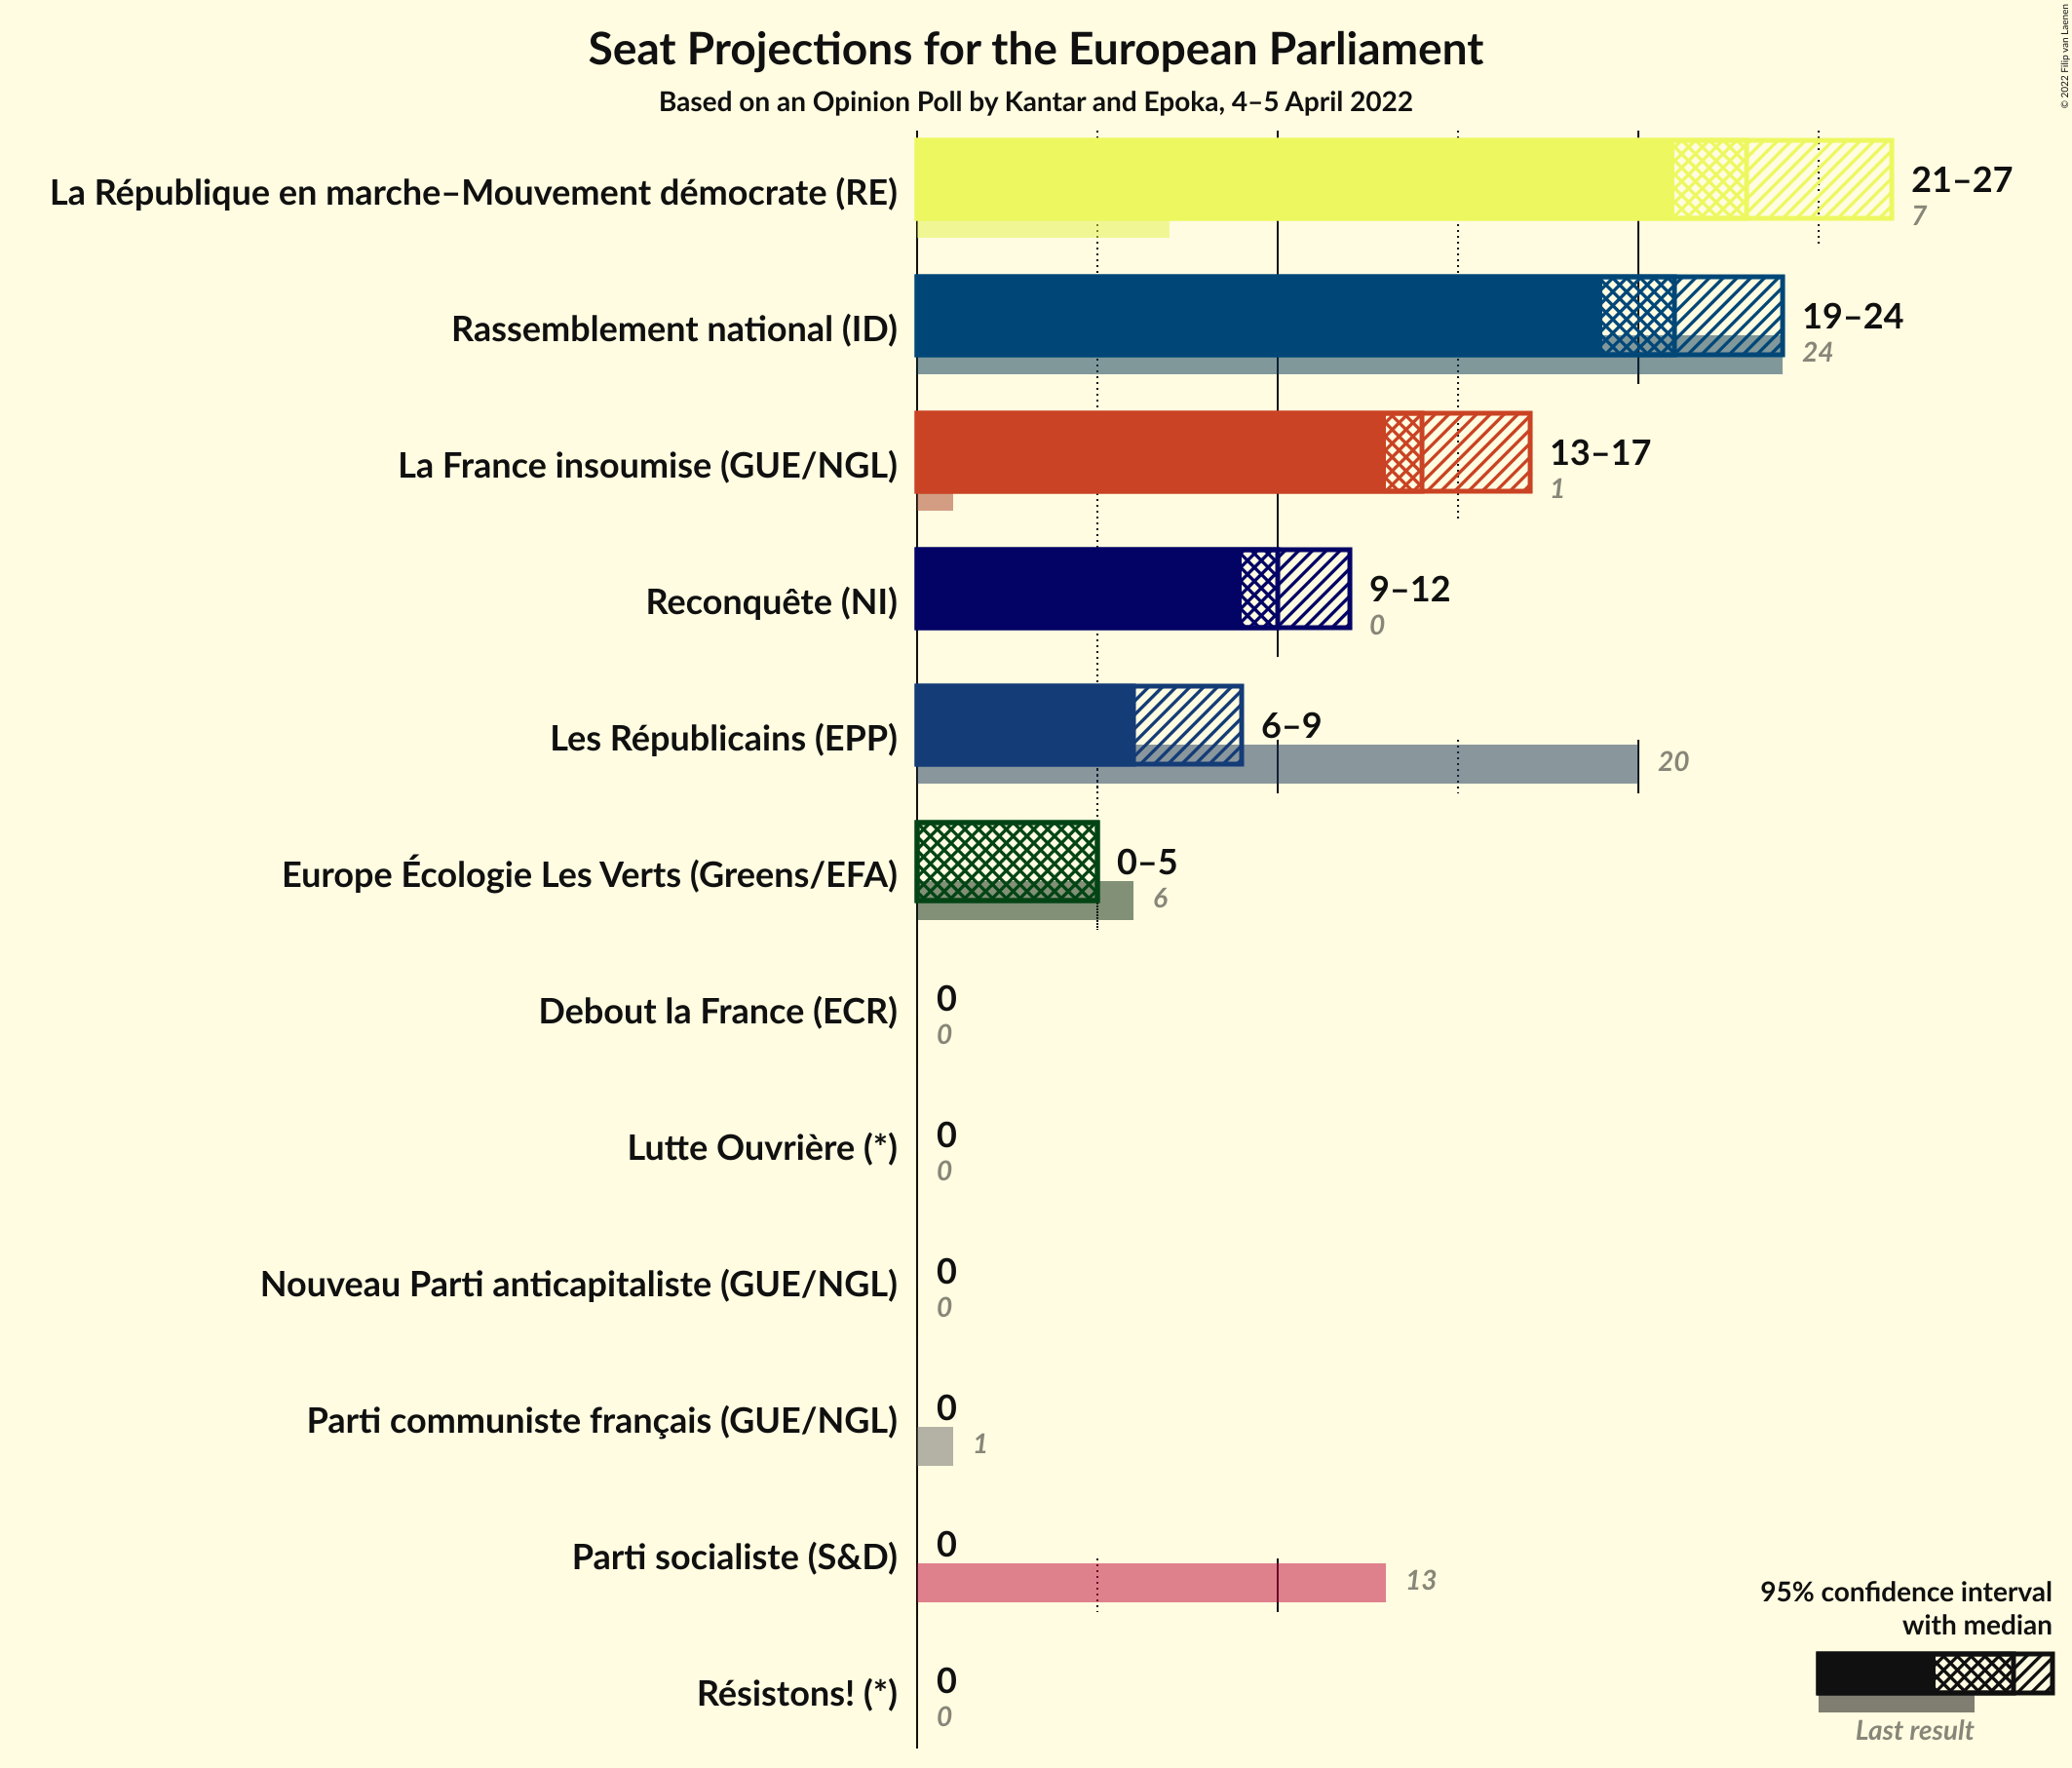 Seat Projections for the European Parliament
Based on an Opinion Poll by Kantar and Epoka, 4–5 April 2022
© 2022 Filip van Laenen
La République en marche–Mouvement démocrate (RE)
21–27
7
Rassemblement national (ID)
19–24
24
La France insoumise (GUE/NGL)
13–17
1
Reconquête (NI)
9–12
0
Les Républicains (EPP)
6–9
20
Europe Écologie Les Verts (Greens/EFA)
0–5
6
Debout la France (ECR)
0
0
Lutte Ouvrière (*)
0
0
Nouveau Parti anticapitaliste (GUE/NGL)
0
0
Parti communiste français (GUE/NGL)
0
1
Parti socialiste (S&D)
0
13
Résistons! (*)
0
0
95% confidence interval
with median
Last result